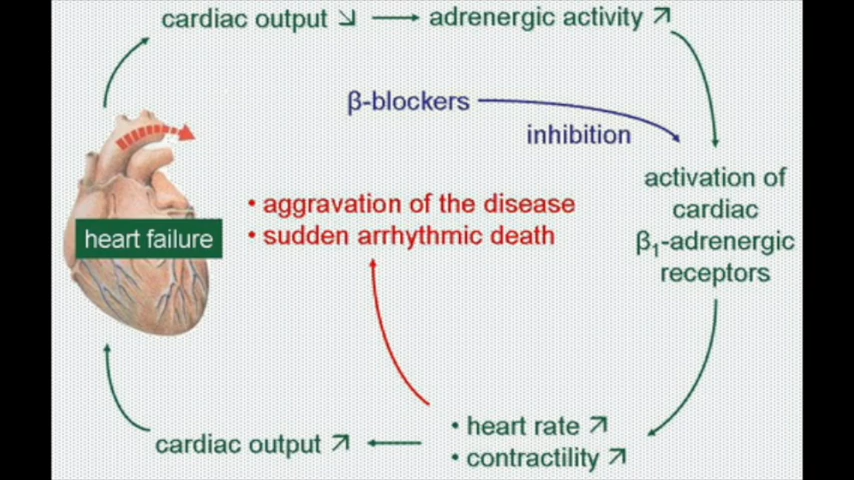 cardiac output ↘ → adrenergic activity ↗
β-blockers
inhibition
activation of
cardiac
β₁-adrenergic
receptors
• aggravation of the disease
• sudden arrhythmic death
heart failure
• heart rate ↗
• contractility ↗
cardiac output ↗